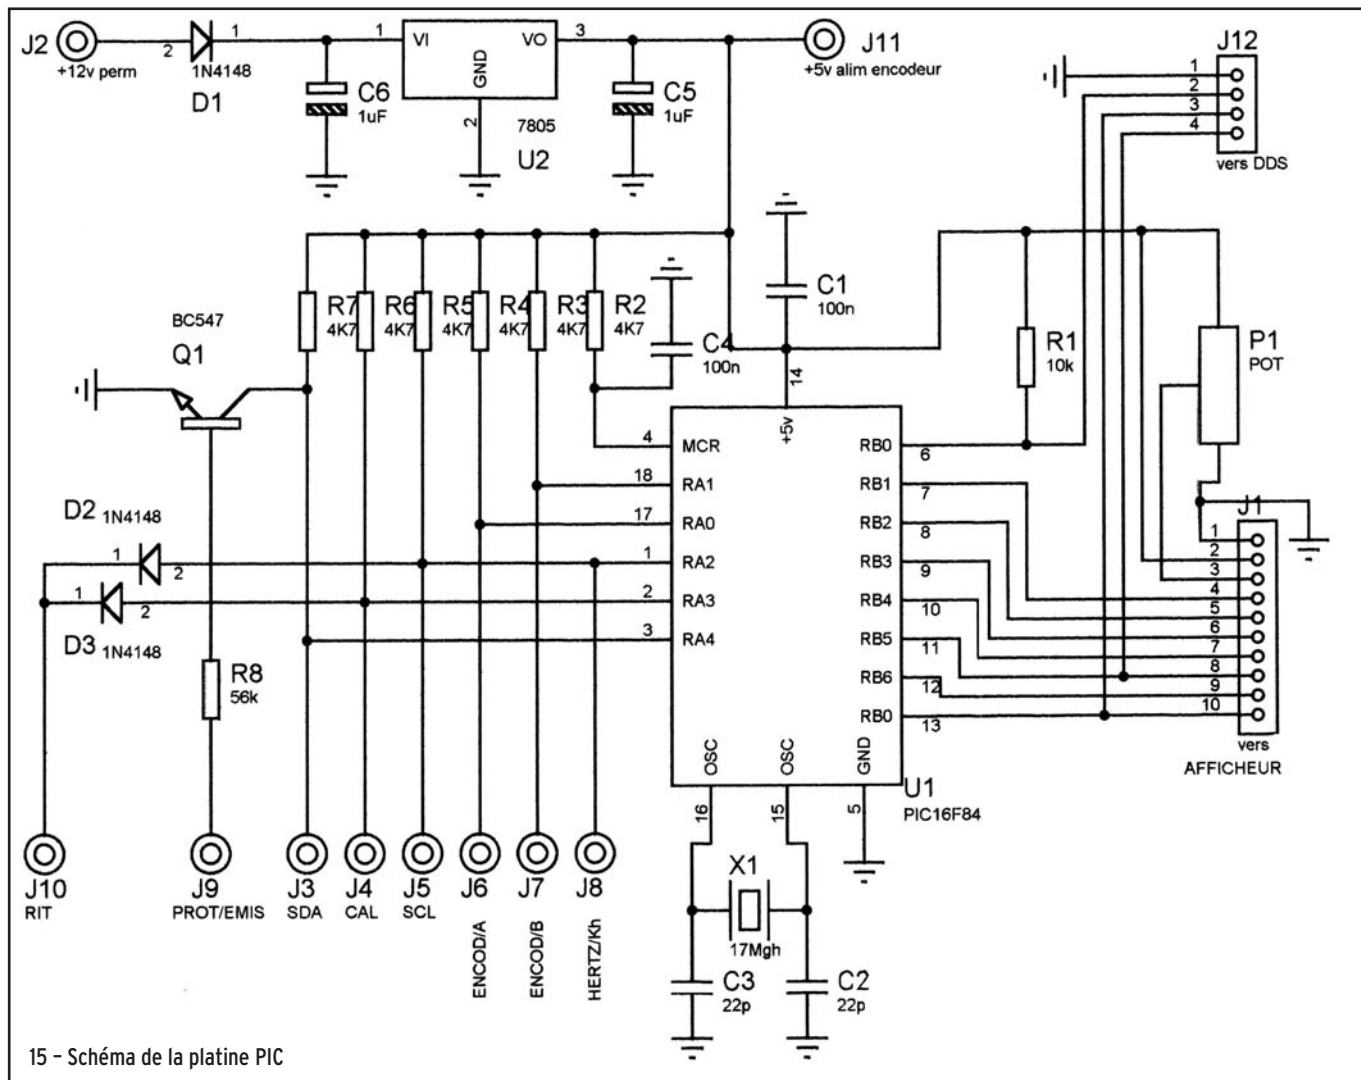 J2
+12v perm
2
1
1N4148
D1
C6
1uF
1
VI
VO
3
GND
2
7805
U2
C5
1uF
J11
+5v alim encodeur
J12
1
2
3
4
vers DDS
BC547
Q1
R7
4K7
R6
4K7
R5
4K7
R4
4K7
R3
4K7
R2
4K7
C4
100n
C1
100n
14
+5v
R1
10k
P1
POT
4
MCR
18
RA1
17
RA0
1
RA2
2
RA3
3
RA4
RB0
6
RB1
7
RB2
8
RB3
9
RB4
10
RB5
11
RB6
12
RB0
13
OSC
OSC
GND
16
15
5
U1
PIC16F84
J1
1
2
3
4
5
6
7
8
9
10
vers
AFFICHEUR
D2
1N4148
1
2
1
2
D3
1N4148
R8
56k
J10
RIT
J9
PROT/EMIS
J3
SDA
J4
CAL
J5
SCL
J6
ENCOD/A
J7
ENCOD/B
J8
HERTZ/Kh
X1
17Mgh
C3
22p
C2
22p
15 – Schéma de la platine PIC